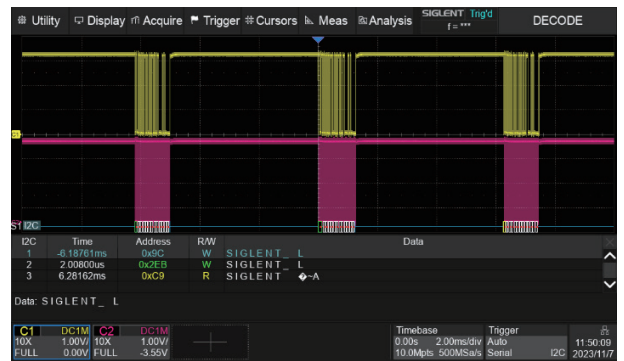 Utility Display Acquire Trigger Cursors Meas Analysis SIGLENT Trig'd DECODE
f = ***
C1
S1 I2C
I2C Time Address R/W Data
1 -6.18761ms 0x9C W SIGLENT_ L
2 2.00800us 0x2EB W SIGLENT_ L
3 6.28162ms 0xC9 R SIGLENT �~A
Data: SIGLENT_ L
C1 DC1M C2 DC1M Timebase Trigger
10X 1.00V/ 10X 1.00V/ 0.00s 2.00ms/div Auto 11:50:09
FULL 0.00V FULL -3.55V 10.0Mpts 500MSa/s Serial I2C 2023/11/7